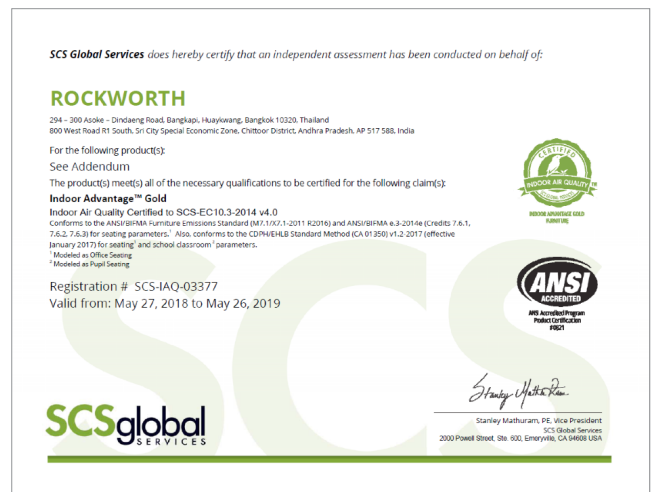 SCS Global Services does hereby certify that an independent assessment has been conducted on behalf of:
ROCKWORTH
294 – 300 Asoke – Dindaeng Road, Bangkapi, Huaykwang, Bangkok 10320, Thailand
800 West Road R1 South, Sri City Special Economic Zone, Chittoor District, Andhra Pradesh, AP 517 588, India
For the following product(s):
See Addendum
The product(s) meet(s) all of the necessary qualifications to be certified for the following claim(s):
Indoor Advantage™ Gold
Indoor Air Quality Certified to SCS-EC10.3-2014 v4.0
Conforms to the ANSI/BIFMA Furniture Emissions Standard (M7.1/X7.1-2011 R2016) and ANSI/BIFMA e.3-2014e (Credits 7.6.1,
7.6.2, 7.6.3) for seating parameters.¹ Also, conforms to the CDPH/EHLB Standard Method (CA 01350) v1.2-2017 (effective
January 2017) for seating¹ and school classroom² parameters.
¹ Modeled as Office Seating
² Modeled as Pupil Seating
Registration # SCS-IAQ-03377
Valid from: May 27, 2018 to May 26, 2019
CERTIFIED
INDOOR AIR QUALITY
SCS GLOBAL SERVICES
INDOOR ADVANTAGE GOLD
FURNITURE
ANSI
ACCREDITED
ANSI Accredited Program
Product Certification
#0621
SCS
SCSglobal
SERVICES
Stanley Mathuram, PE, Vice President
SCS Global Services
2000 Powell Street, Ste. 600, Emeryville, CA 94608 USA